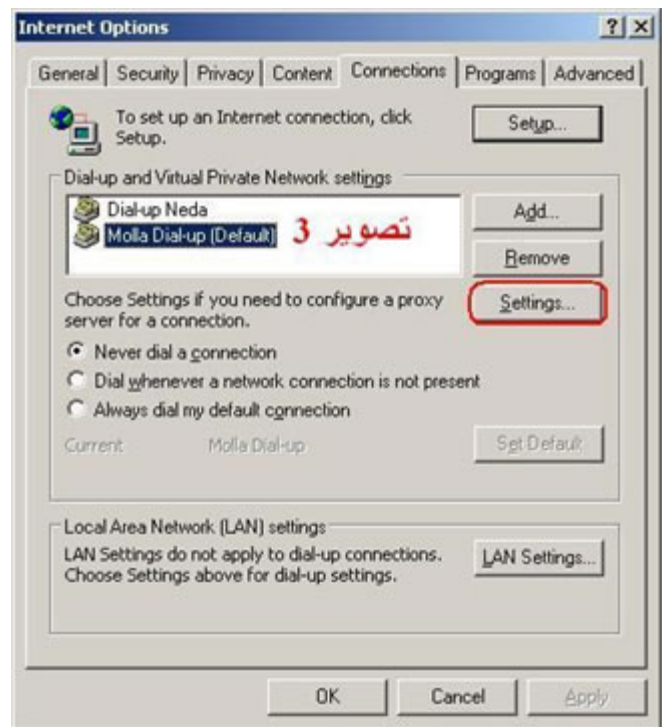 Internet Options
General Security Privacy Content Connections Programs Advanced
To set up an Internet connection, click
Setup.
Setup...
Dial-up and Virtual Private Network settings
Dial-up Neda
Molla Dial-up (Default)
تصویر 3
Add...
Remove
Choose Settings if you need to configure a proxy
server for a connection.
Settings...
Never dial a connection
Dial whenever a network connection is not present
Always dial my default connection
Current Molla Dial-up
Set Default
Local Area Network (LAN) settings
LAN Settings do not apply to dial-up connections.
Choose Settings above for dial-up settings.
LAN Settings...
OK Cancel Apply